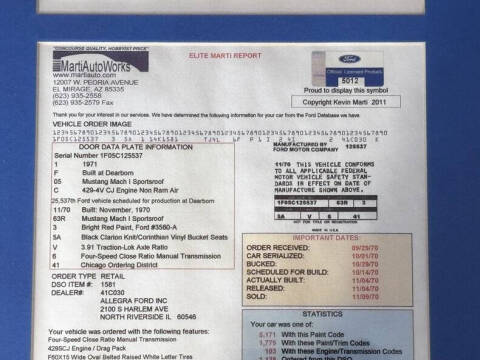 "CONCOURSE QUALITY, HOBBYIST PRICE"
MartiAutoWorks
www.martiauto.com
12007 W. PEORIA AVENUE
EL MIRAGE, AZ 85335
(623) 935-2558
(623) 935-2579 Fax
ELITE MARTI REPORT
Ford
Official Licensed Product
5012
Proud to display this symbol
Copyright Kevin Marti 2011
Thank you for your interest in our services. We have determined the following information for your car from the Ford Database we have.
VEHICLE ORDER IMAGE
DOOR DATA PLATE INFORMATION
Serial Number 1F05C125537
1 1971
F Built at Dearborn
05 Mustang Mach I Sportsroof
C 429-4V CJ Engine Non Ram Air
25,537th Ford vehicle scheduled for production at Dearborn
11/70 Built: November, 1970
63R Mustang Mach I Sportsroof
3 Bright Red Paint, Ford #3560-A
5A Black Clarion Knit/Corinthian Vinyl Bucket Seats
V 3.91 Traction-Lok Axle Ratio
6 Four-Speed Close Ratio Manual Transmission
41 Chicago Ordering District
MANUFACTURED BY
FORD MOTOR COMPANY 125537
11/70 THIS VEHICLE CONFORMS
TO ALL APPLICABLE FEDERAL
MOTOR VEHICLE SAFETY STAN-
DARDS IN EFFECT ON DATE OF
MANUFACTURE SHOWN ABOVE.
1F05C125537 63R 3
5A V 6 41
MADE IN U.S.A.
IMPORTANT DATES:
ORDER RECEIVED: 09/29/70
CAR SERIALIZED: 10/01/70
BUCKED: 10/29/70
SCHEDULED FOR BUILD: 10/14/70
ACTUALLY BUILT: 11/04/70
RELEASED: 11/04/70
SOLD: 11/09/70
ORDER TYPE: RETAIL
DSO ITEM #: 1581
DEALER#: 41C030
ALLEGRA FORD INC
2100 S HARLEM AVE
NORTH RIVERSIDE IL 60546
Your vehicle was ordered with the following features:
Four-Speed Close Ratio Manual Transmission
429SCJ Engine / Drag Pack
F60X15 Wide Oval Belted Raised White Letter Tires
STATISTICS
Your car was one of:
5,171 With this Paint Code
1,775 With these Paint/Trim Codes
183 With these Engine/Transmission Codes
Ordered from this DSO